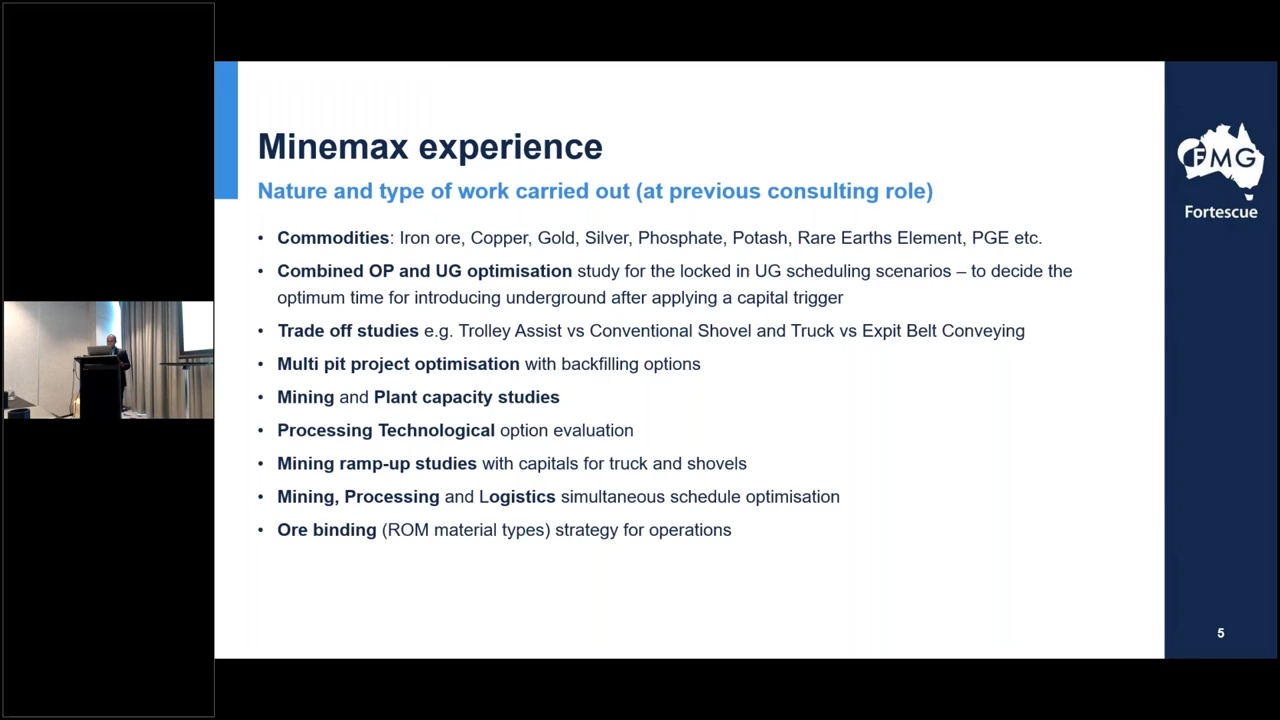 Minemax experience
Nature and type of work carried out (at previous consulting role)
• Commodities: Iron ore, Copper, Gold, Silver, Phosphate, Potash, Rare Earths Element, PGE etc.
• Combined OP and UG optimisation study for the locked in UG scheduling scenarios – to decide the
optimum time for introducing underground after applying a capital trigger
• Trade off studies e.g. Trolley Assist vs Conventional Shovel and Truck vs Expit Belt Conveying
• Multi pit project optimisation with backfilling options
• Mining and Plant capacity studies
• Processing Technological option evaluation
• Mining ramp-up studies with capitals for truck and shovels
• Mining, Processing and Logistics simultaneous schedule optimisation
• Ore binding (ROM material types) strategy for operations
FMG
Fortescue
5